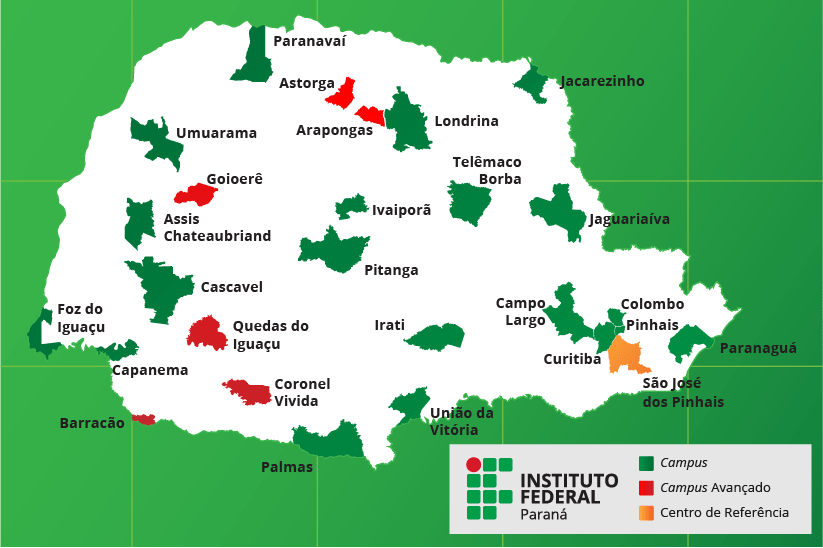 Paranavaí
Astorga
Jacarezinho
Arapongas
Londrina
Umuarama
Telêmaco
Borba
Goioerê
Ivaiporã
Assis
Chateaubriand
Jaguariaíva
Pitanga
Cascavel
Campo
Largo
Colombo
Pinhais
Foz do
Iguaçu
Quedas do
Iguaçu
Irati
Curitiba
Paranaguá
Capanema
Coronel
Vivida
São José
dos Pinhais
Barracão
União da
Vitória
Palmas
INSTITUTO
FEDERAL
Paraná
Campus
Campus Avançado
Centro de Referência